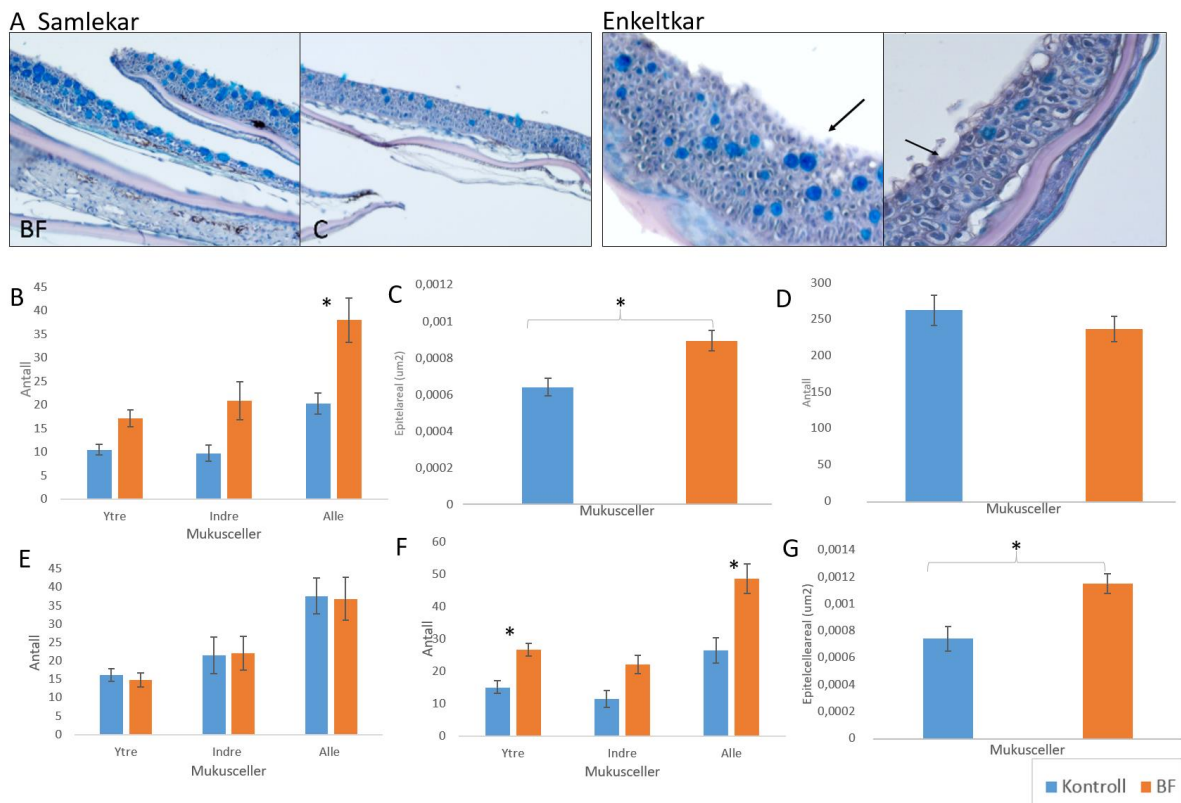 A Samlekar
Enkeltkar
BF
C
B
45
40
35
30
25
20
15
10
5
0
Antall
*
Ytre
Indre
Alle
Mukusceller
C
0,0012
0,001
0,0008
0,0006
0,0004
0,0002
0
Epitelareal (um2)
*
Mukusceller
D
300
250
200
150
100
50
0
Antall
Mukusceller
E
45
40
35
30
25
20
15
10
5
0
Antall
Ytre
Indre
Alle
Mukusceller
F
60
50
40
30
20
10
0
Antall
*
*
Ytre
Indre
Alle
Mukusceller
G
0,0014
0,0012
0,001
0,0008
0,0006
0,0004
0,0002
0
Epitelcelleareal (um2)
*
Mukusceller
Kontroll BF